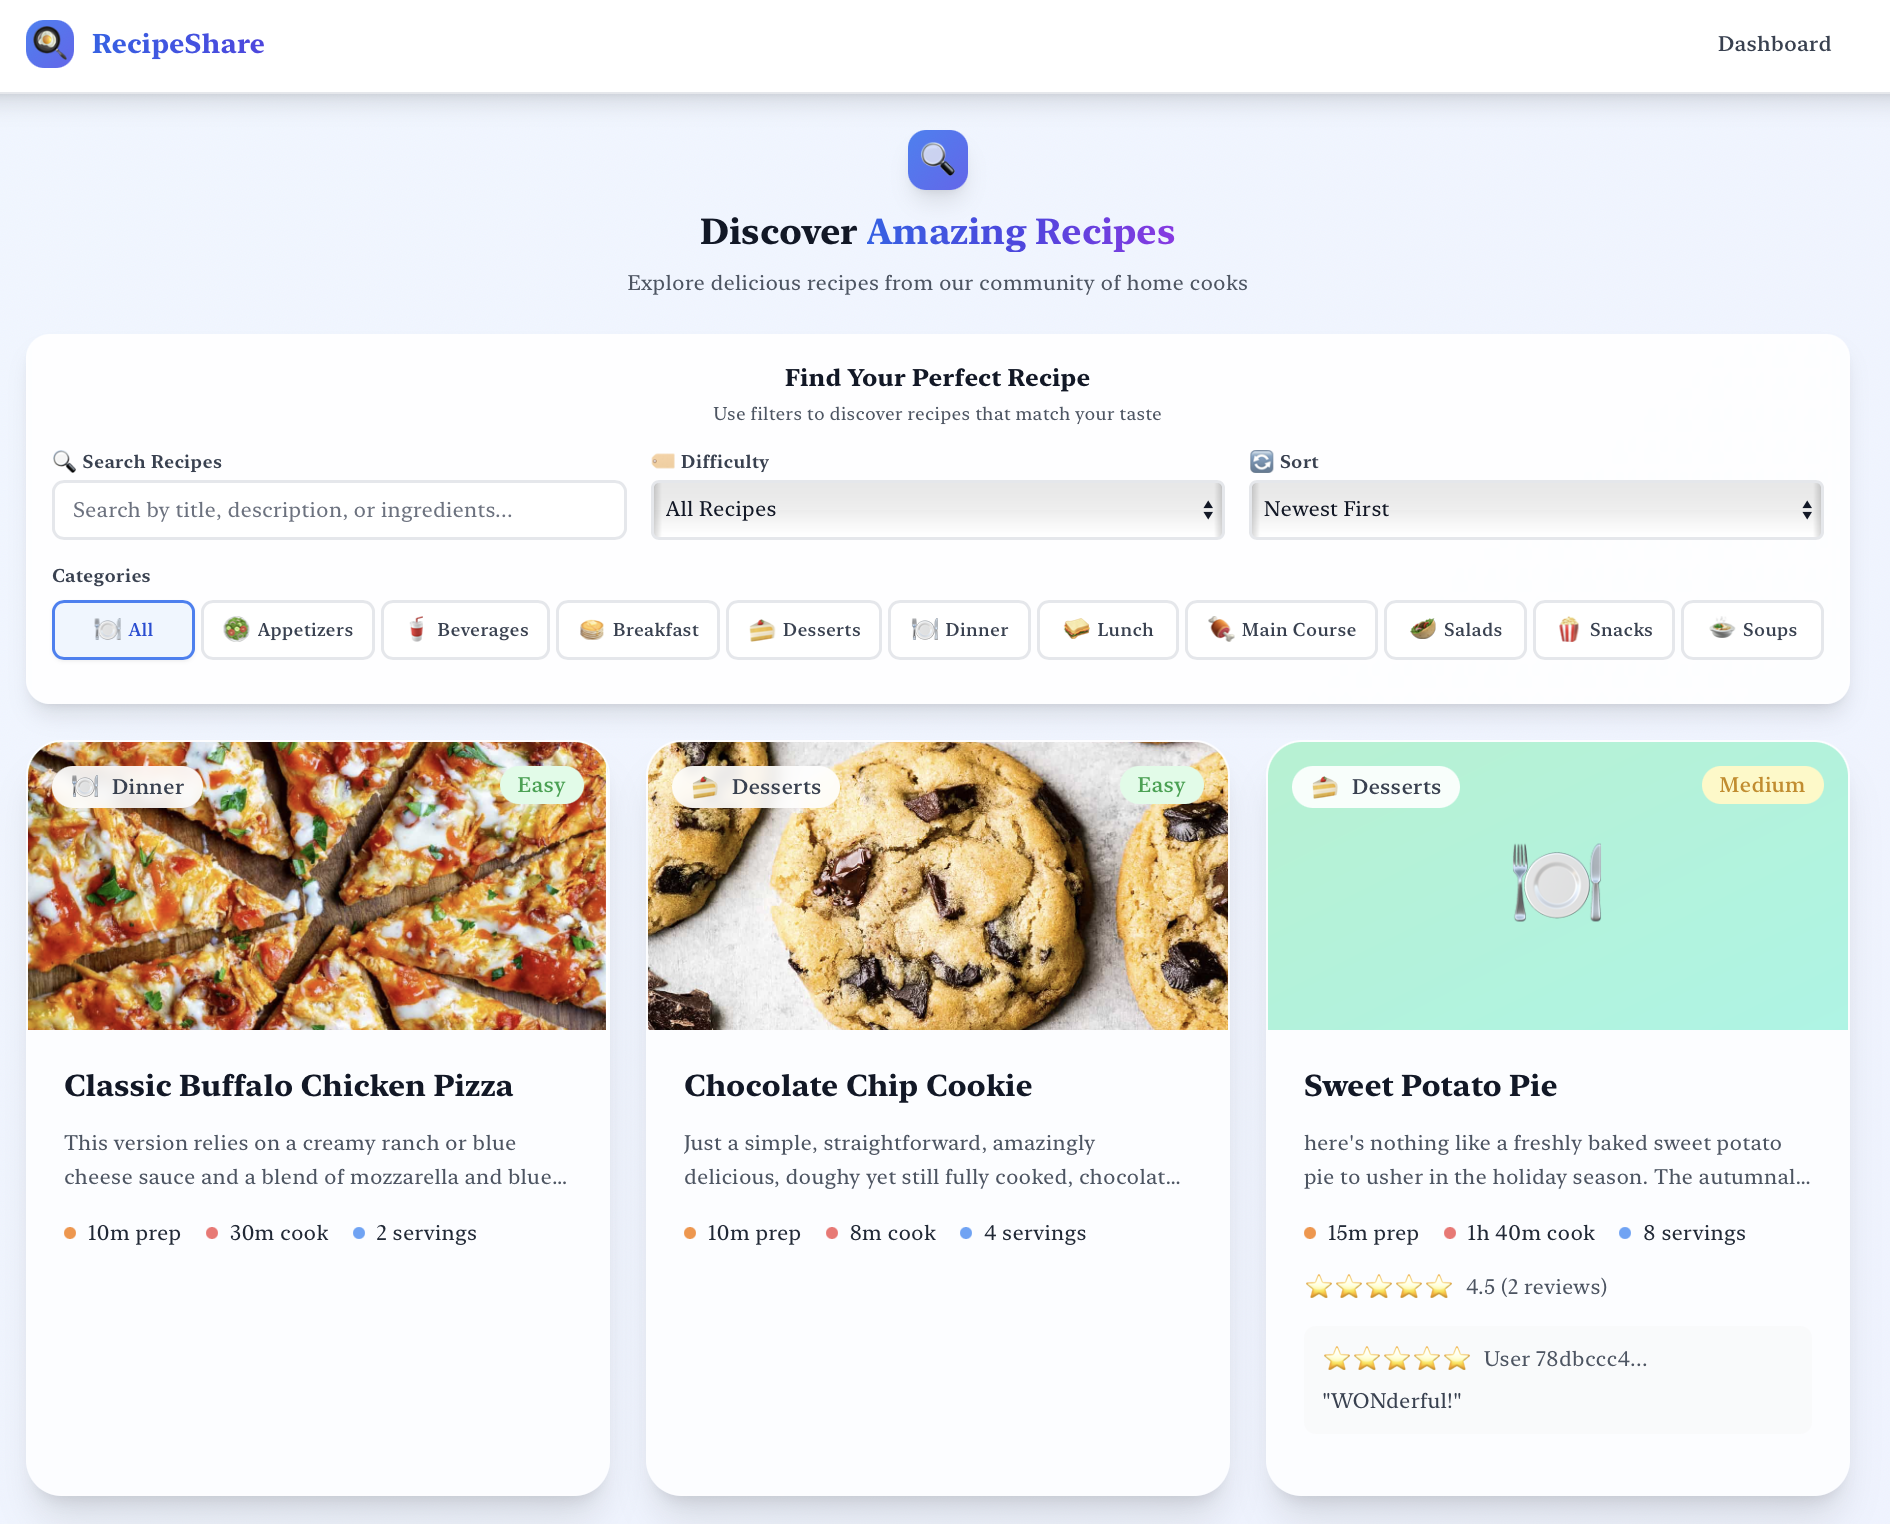 RecipeShare
Dashboard
Discover Amazing Recipes
Explore delicious recipes from our community of home cooks
Find Your Perfect Recipe
Use filters to discover recipes that match your taste
Search Recipes
Search by title, description, or ingredients...
Difficulty
All Recipes
Sort
Newest First
Categories
All
Appetizers
Beverages
Breakfast
Desserts
Dinner
Lunch
Main Course
Salads
Snacks
Soups
Dinner
Easy
Classic Buffalo Chicken Pizza
This version relies on a creamy ranch or blue
cheese sauce and a blend of mozzarella and blue...
10m prep
30m cook
2 servings
Desserts
Easy
Chocolate Chip Cookie
Just a simple, straightforward, amazingly
delicious, doughy yet still fully cooked, chocolat...
10m prep
8m cook
4 servings
Desserts
Medium
Sweet Potato Pie
here's nothing like a freshly baked sweet potato
pie to usher in the holiday season. The autumnal...
15m prep
1h 40m cook
8 servings
4.5 (2 reviews)
User 78dbccc4...
"WONderful!"